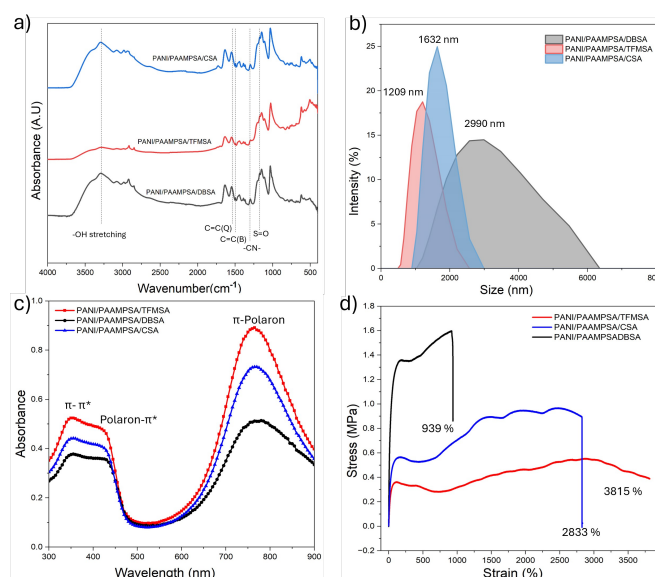 a)
PANI/PAAMPSA/CSA
PANI/PAAMPSA/TFMSA
PANI/PAAMPSA/DBSA
-OH stretching
C=C(Q)
C=C(B)
-CN-
S=O
Absorbance (A.U)
4000 3500 3000 2500 2000 1500 1000 500
Wavenumber(cm⁻¹
b)
PANI/PAAMPSA/DBSA
PANI/PAAMPSA/TFMSA
PANI/PAAMPSA/CSA
1632 nm
1209 nm
2990 nm
Intensity (%)
25
20
15
10
5
0
0 2000 4000 6000
Size (nm)
c)
PANI/PAAMPSA/TFMSA
PANI/PAAMPSA/DBSA
PANI/PAAMPSA/CSA
π-Polaron
π- π*
Polaron-π*
Absorbance
1.0
0.8
0.6
0.4
0.2
0.0
300 400 500 600 700 800 900
Wavelength (nm)
d)
PANI/PAAMPSA/TFMSA
PANI/PAAMPSA/CSA
PANI/PAAMPSADBSA
939 %
3815 %
2833 %
Stress (MPa)
1.8
1.6
1.4
1.2
1.0
0.8
0.6
0.4
0.2
0.0
−0.2
0 500 1000 1500 2000 2500 3000 3500
Strain (%)